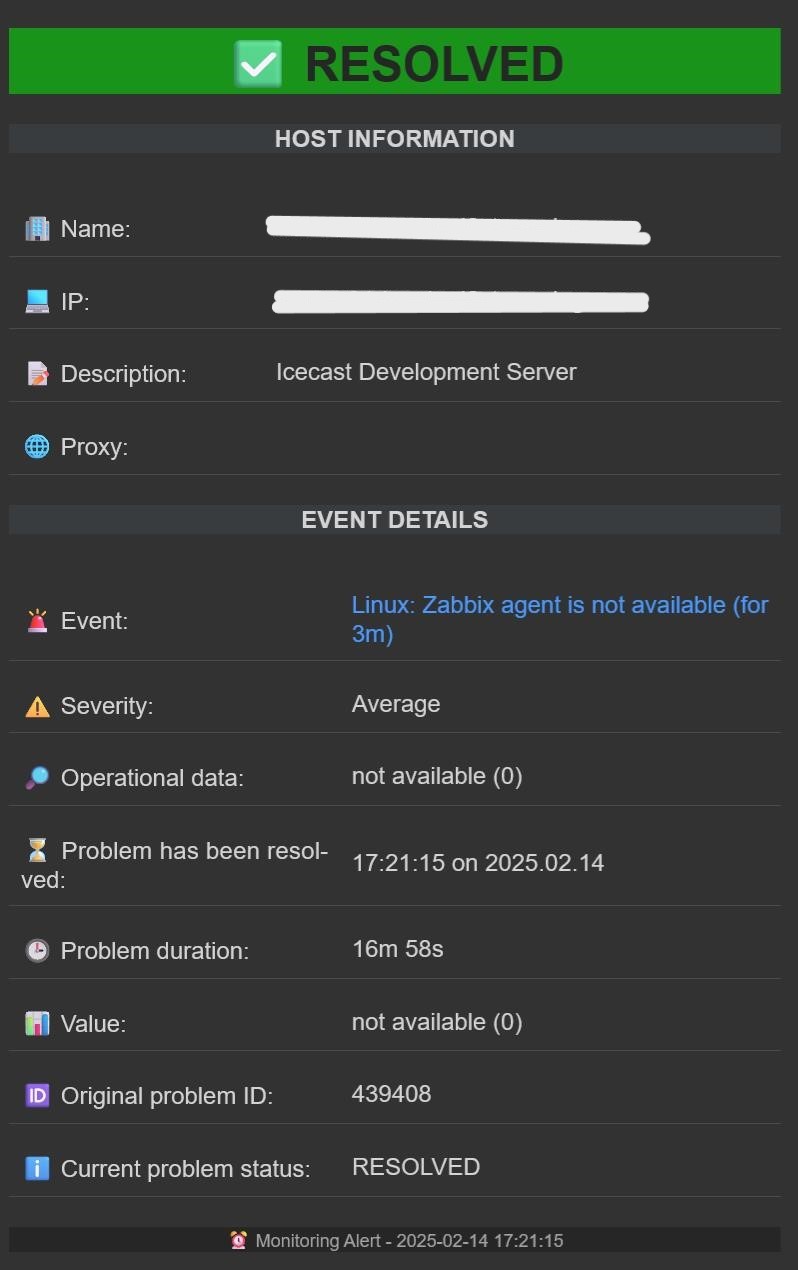 RESOLVED
HOST INFORMATION
Name:
IP:
Description: Icecast Development Server
Proxy:
EVENT DETAILS
Event: Linux: Zabbix agent is not available (for
3m)
Severity: Average
Operational data: not available (0)
Problem has been resol-
ved: 17:21:15 on 2025.02.14
Problem duration: 16m 58s
Value: not available (0)
ID Original problem ID: 439408
Current problem status: RESOLVED
Monitoring Alert - 2025-02-14 17:21:15